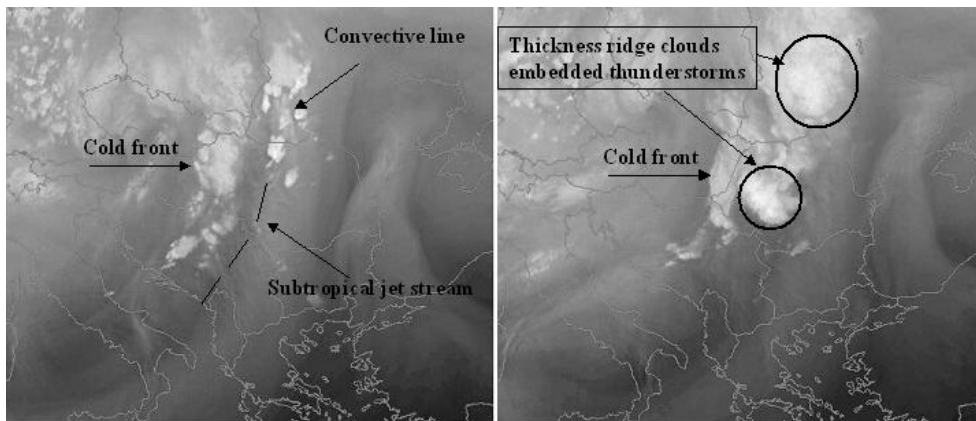 Convective line
Cold front
Subtropical jet stream
Thickness ridge clouds
embedded thunderstorms
Cold front